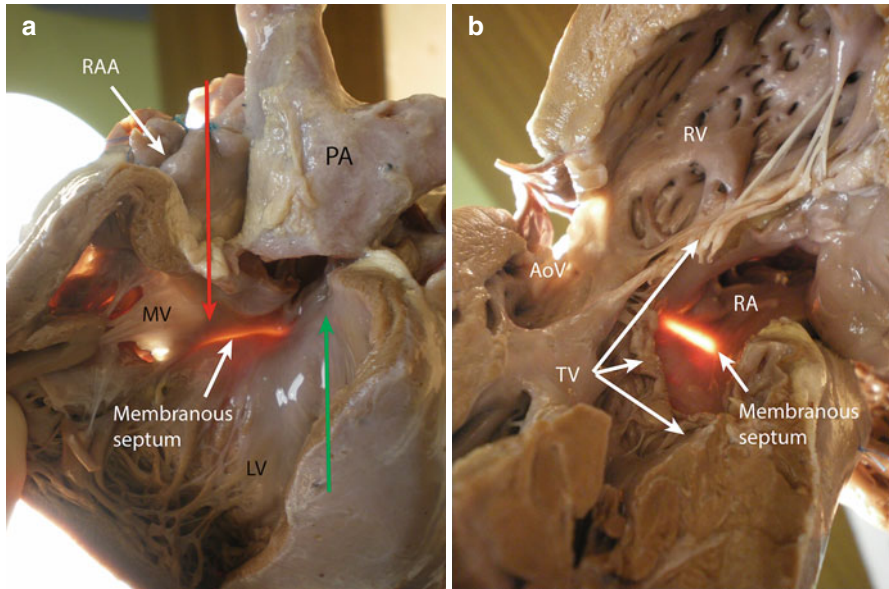 a
RAA
PA
MV
Membranous
septum
LV
b
RV
AoV
RA
TV
Membranous
septum